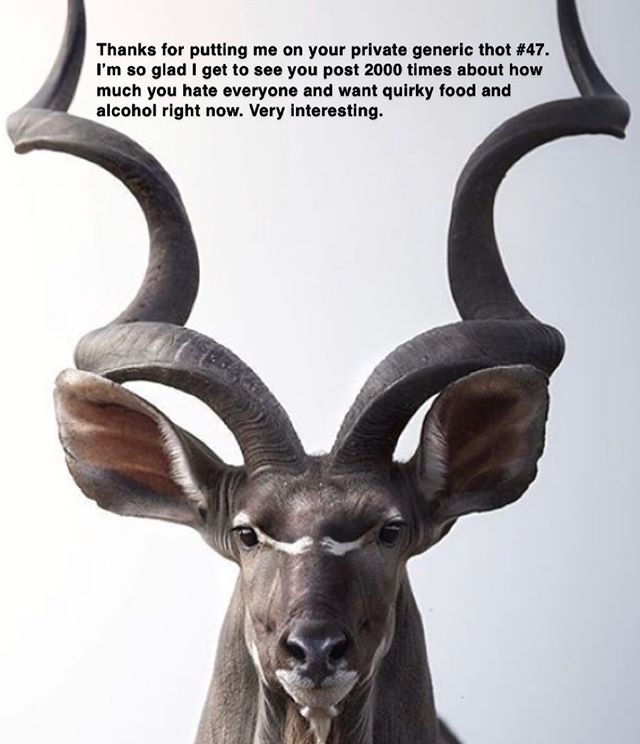 Thanks for putting me on your private generic thot #47.
I'm so glad I get to see you post 2000 times about how
much you hate everyone and want quirky food and
alcohol right now. Very interesting.